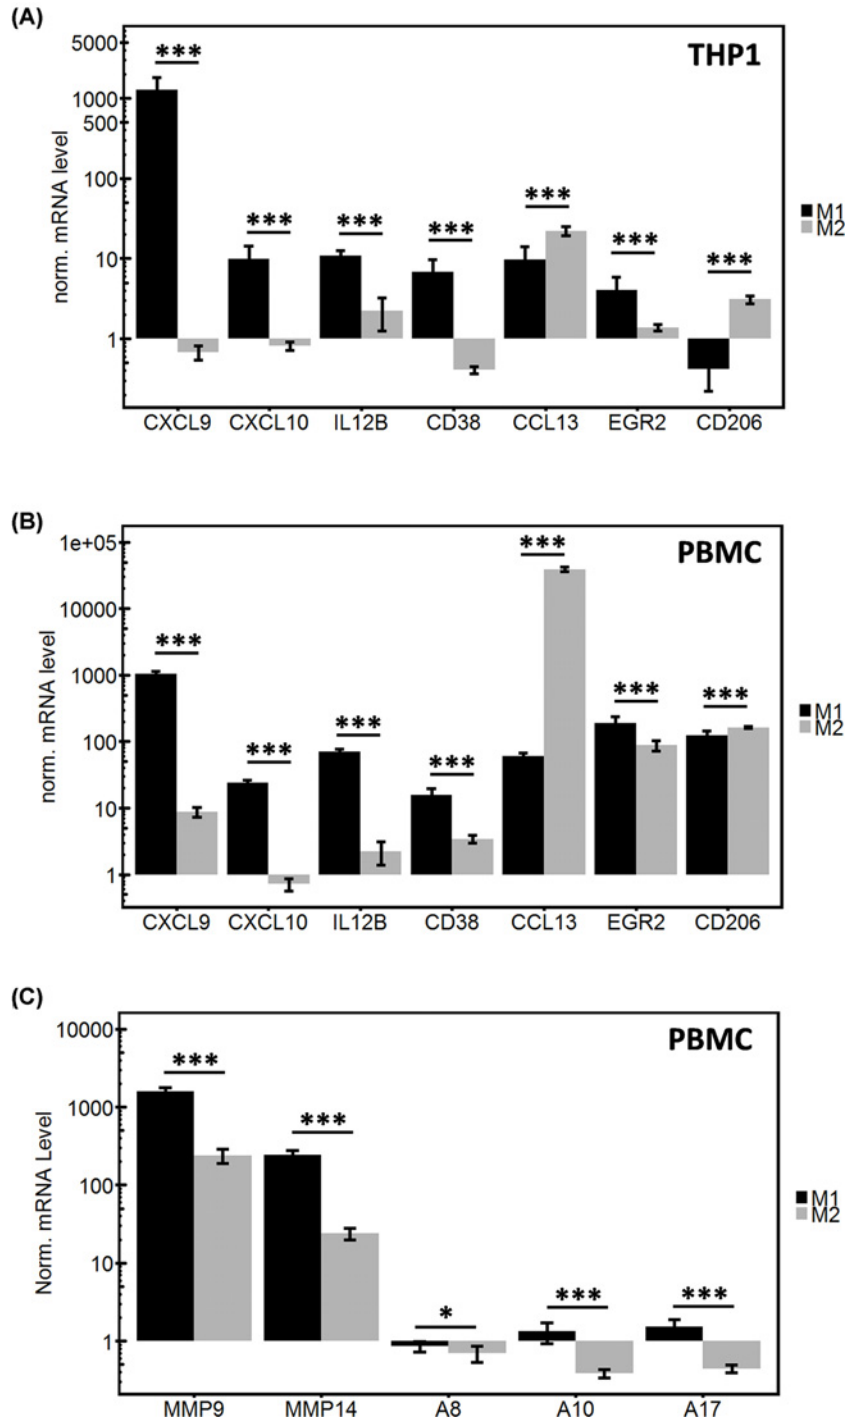 (A)
THP1
norm. mRNA level
5000
1000
500
100
10
1
***
***
***
***
***
***
***
M1
M2
CXCL9 CXCL10 IL12B CD38 CCL13 EGR2 CD206
(B)
PBMC
norm. mRNA level
1e+05
10000
1000
100
10
1
***
***
***
***
***
***
***
M1
M2
CXCL9 CXCL10 IL12B CD38 CCL13 EGR2 CD206
(C)
PBMC
Norm. mRNA Level
10000
1000
100
10
1
***
***
*
***
***
M1
M2
MMP9 MMP14 A8 A10 A17